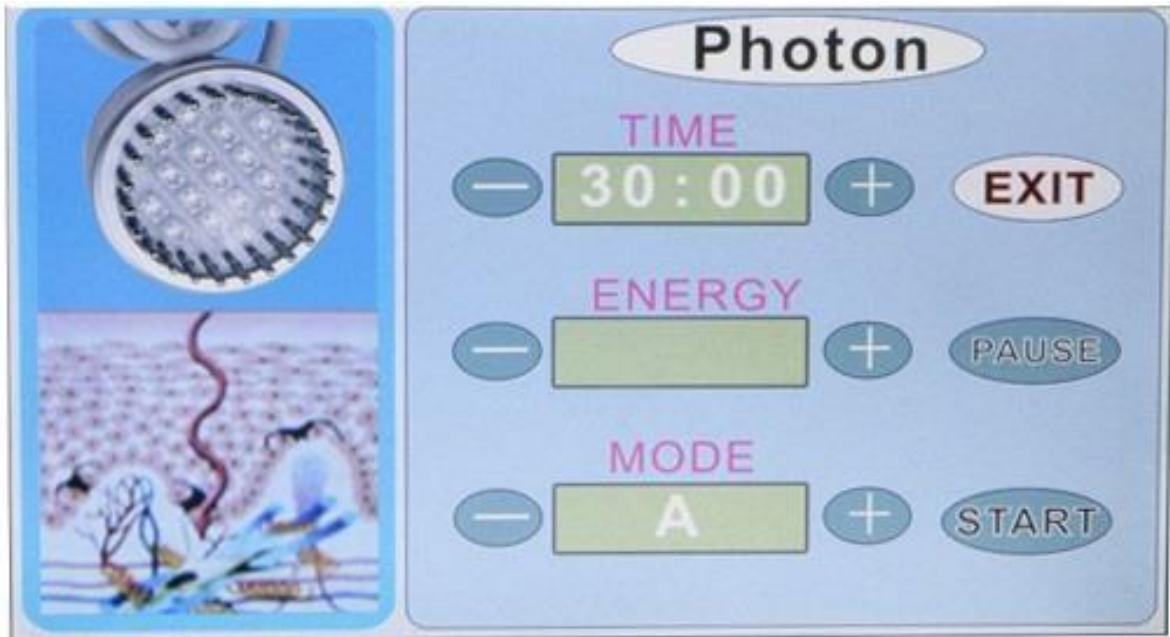 Photon
TIME
− 30:00 + EXIT
ENERGY
− + PAUSE
MODE
− A + START